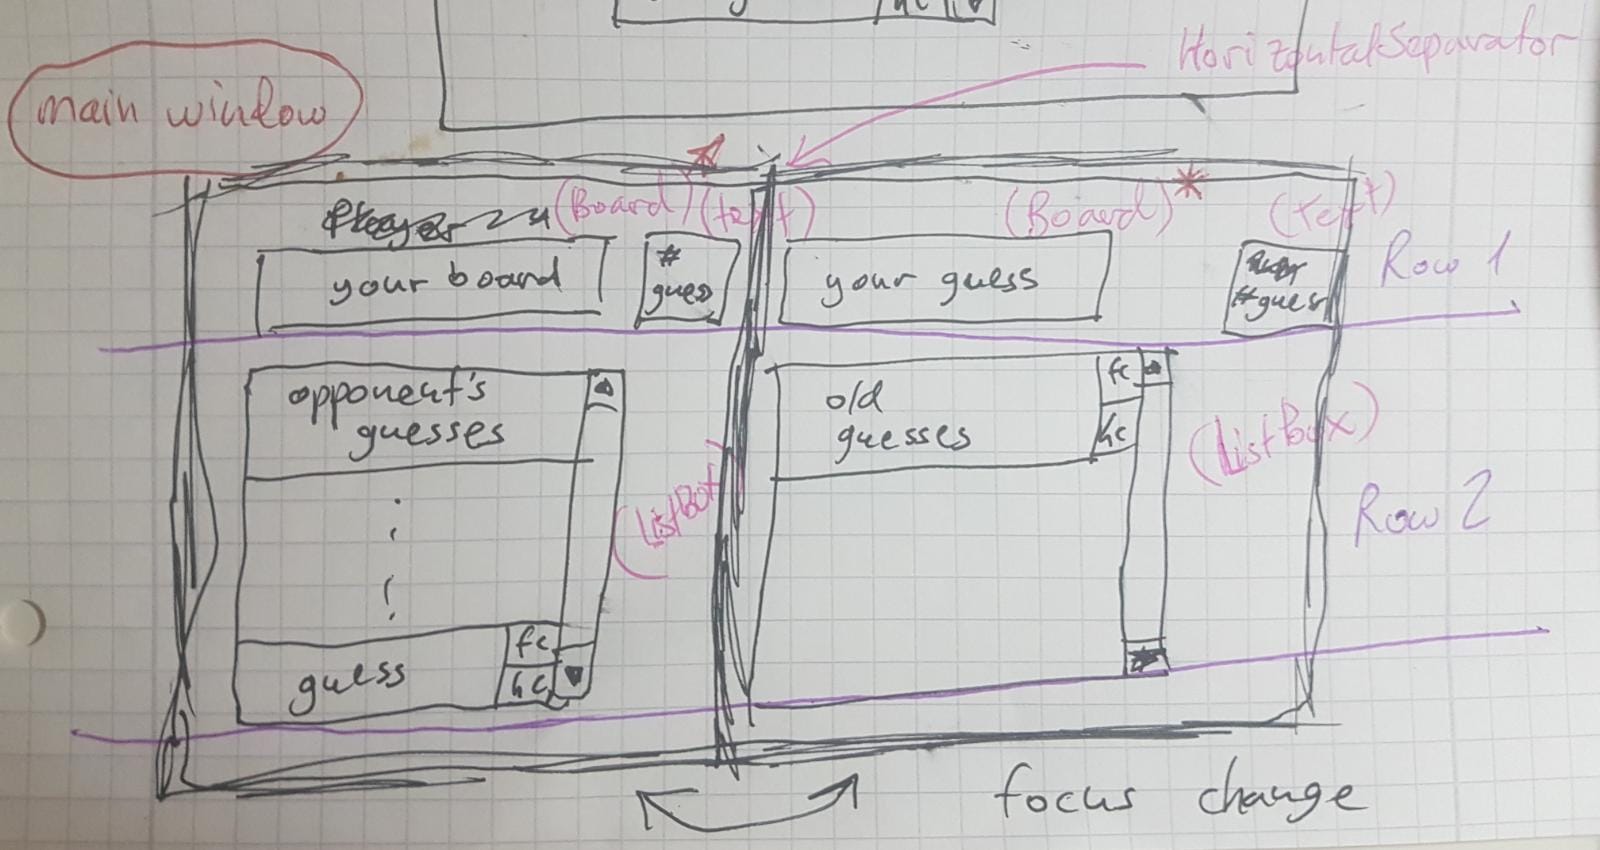 HorizontalSeparator
main window
(Board) (text)
(Board)* (text)
your board
#
guess
your guess
#guess
Row 1
opponent's
guesses
old
guesses
fc
hc
(ListBox)
(ListBox)
Row 2
guess
fc
hc
focus change